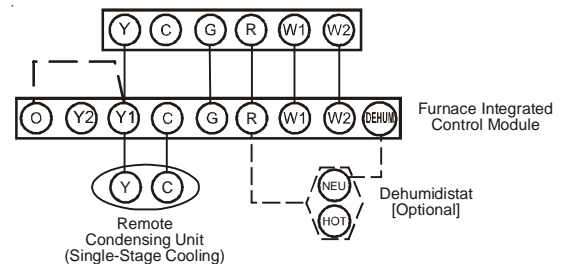 Y C G R W1 W2
O Y2 Y1 C G R W1 W2 DEHUM
Furnace Integrated
Control Module
Y C
Remote
Condensing Unit
(Single-Stage Cooling)
NEU
HOT
Dehumidistat
[Optional]